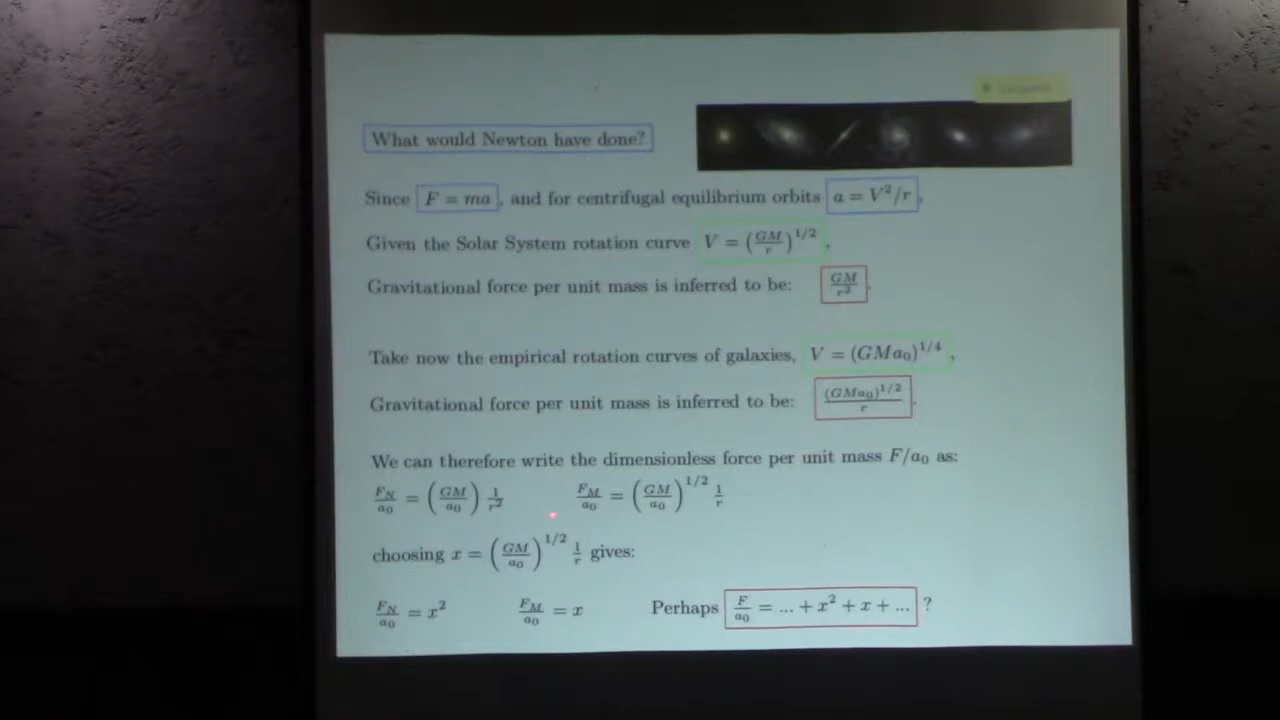 What would Newton have done?
Since F = ma, and for centrifugal equilibrium orbits a = V²/r,
Given the Solar System rotation curve V = (GM/r)^{1/2},
Gravitational force per unit mass is inferred to be: GM/r².
Take now the empirical rotation curves of galaxies, V = (GMa₀)^{1/4},
Gravitational force per unit mass is inferred to be: (GMa₀)^{1/2}/r.
We can therefore write the dimensionless force per unit mass F/a₀ as:
F_N/a₀ = (GM/a₀) 1/r² F_M/a₀ = (GM/a₀)^{1/2} 1/r
choosing x = (GM/a₀)^{1/2} 1/r gives:
F_N/a₀ = x² F_M/a₀ = x Perhaps F/a₀ = ... + x² + x + ... ?